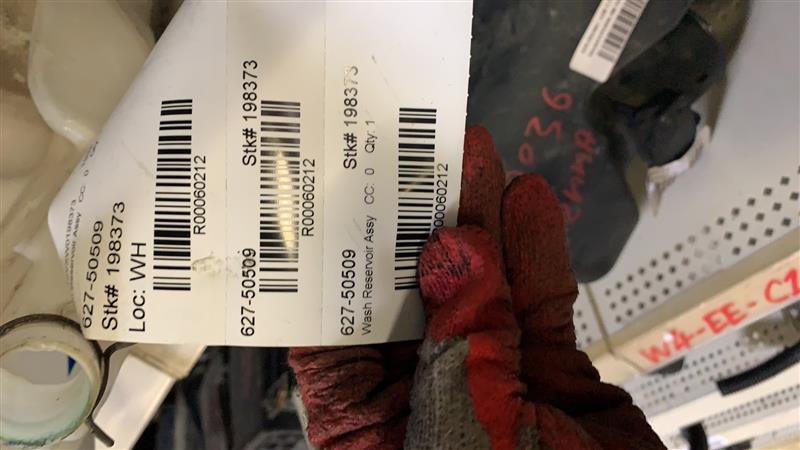 627-50509
Stk# 198373
Loc: WH
R00060212
627-50509
Stk# 198373
R00060212
627-50509
Stk# 198373
Wash Reservoir Assy CC: 0 Qty: 1
R00060212
W4-EE-C1